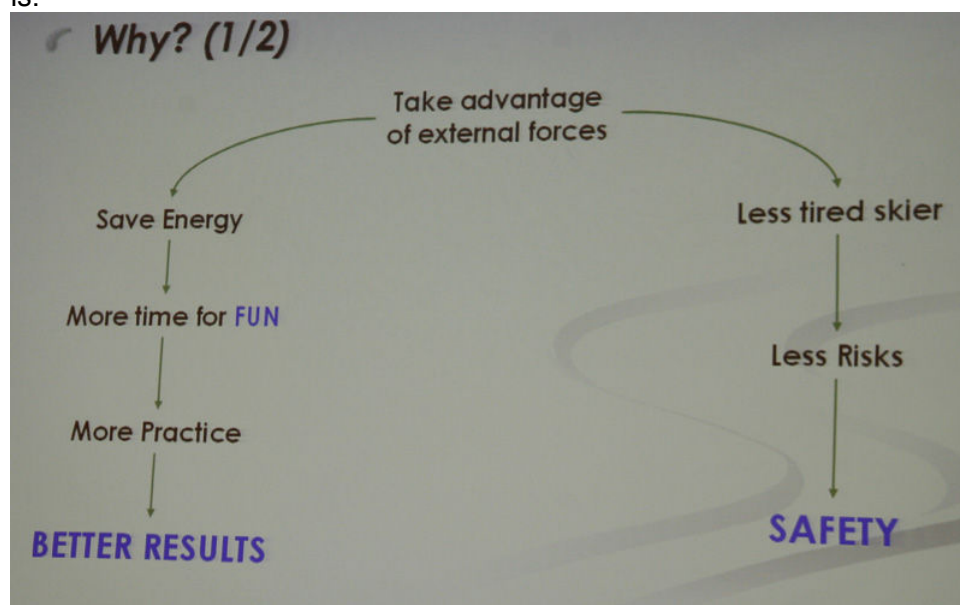 is:
Why? (1/2)
Take advantage
of external forces
Save Energy
More time for FUN
More Practice
BETTER RESULTS
Less tired skier
Less Risks
SAFETY